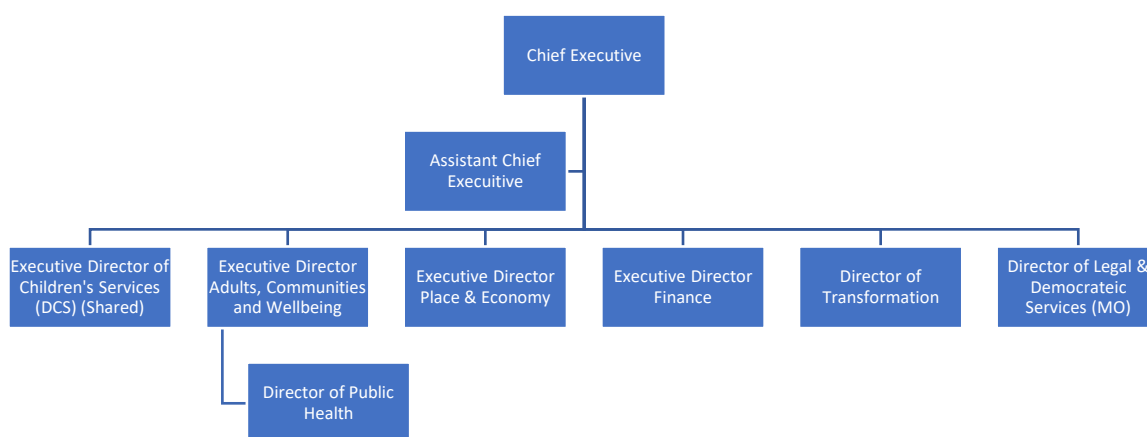 Chief Executive
Assistant Chief
Execuitive
Executive Director of
Children's Services
(DCS) (Shared)
Executive Director
Adults, Communities
and Wellbeing
Executive Director
Place & Economy
Executive Director
Finance
Director of
Transformation
Director of Legal &
Democrateic
Services (MO)
Director of Public
Health